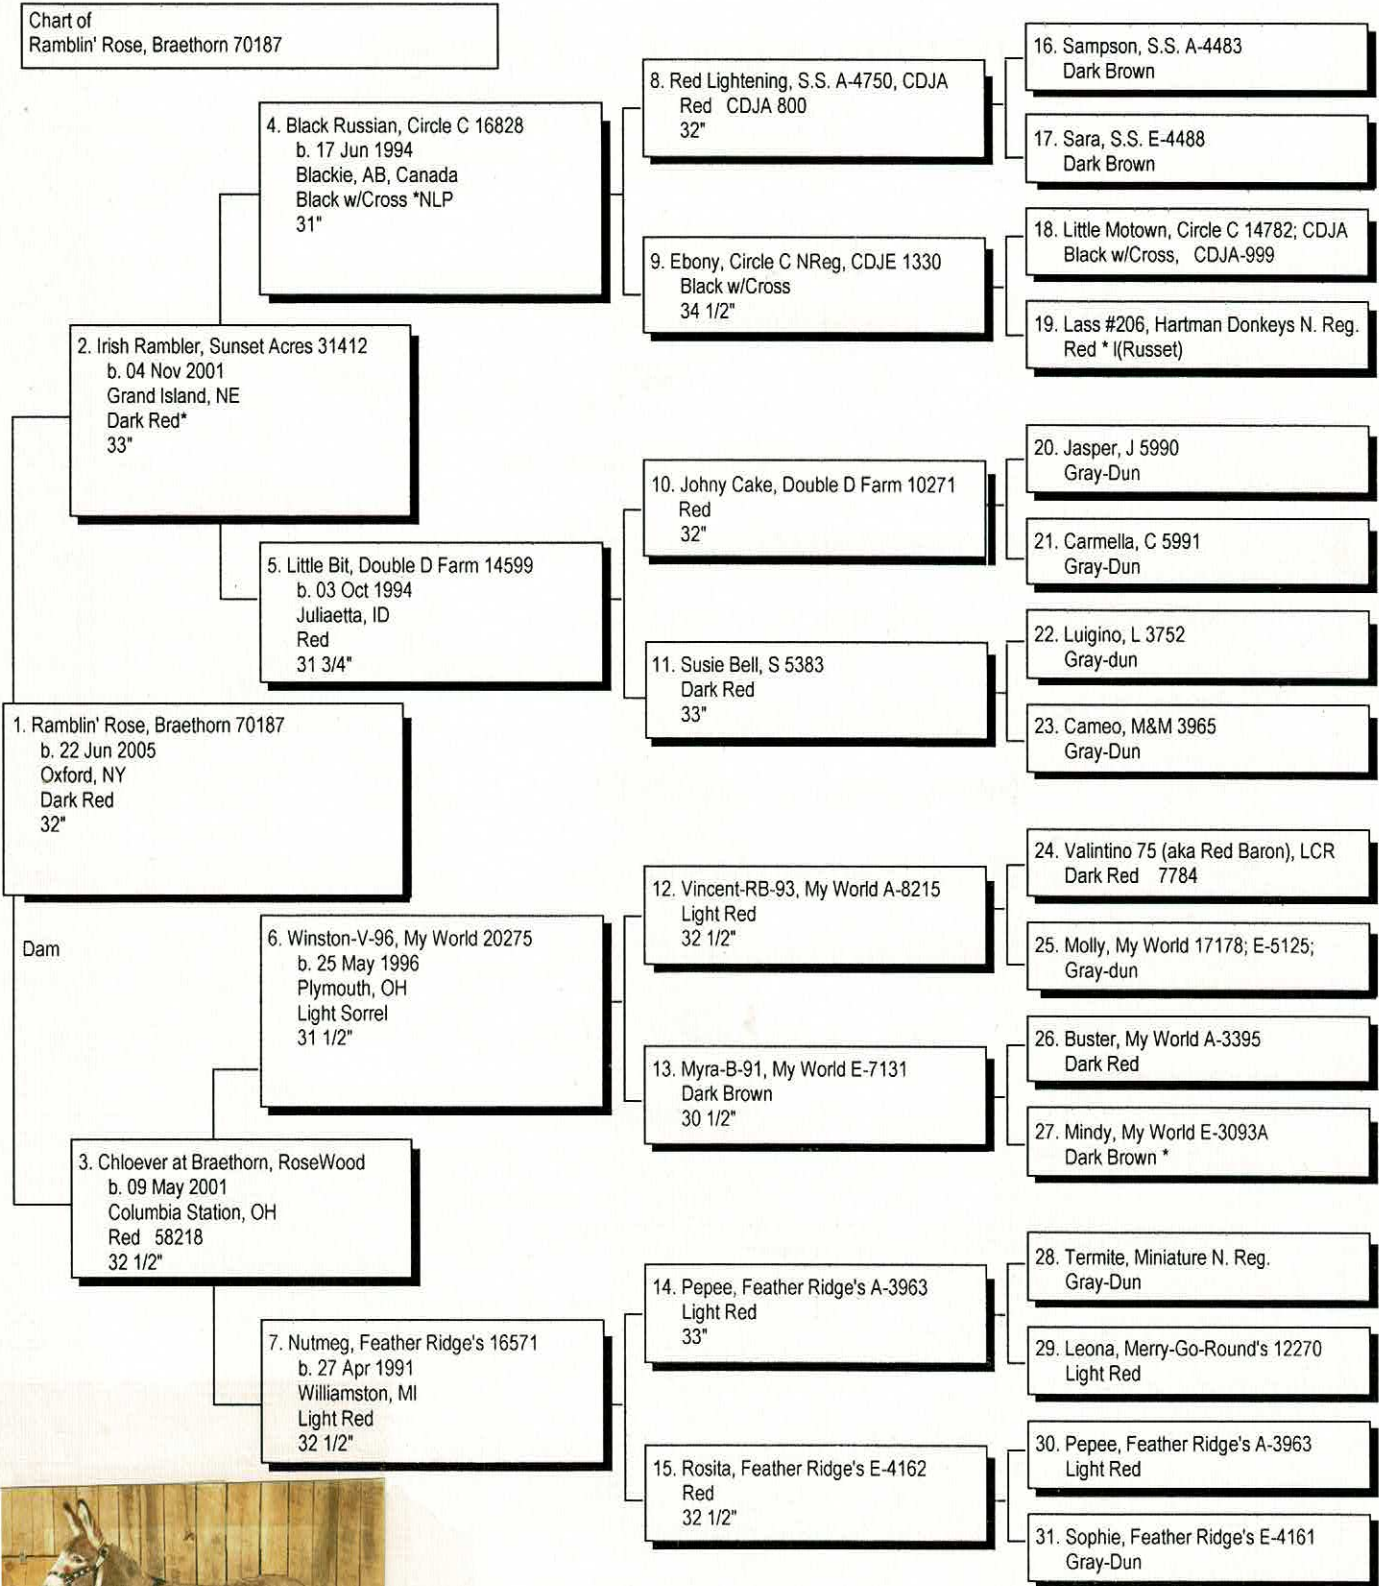 Chart of
Ramblin' Rose, Braethorn 70187
1. Ramblin' Rose, Braethorn 70187
b. 22 Jun 2005
Oxford, NY
Dark Red
32"
Dam
2. Irish Rambler, Sunset Acres 31412
b. 04 Nov 2001
Grand Island, NE
Dark Red*
33"
3. Chloever at Braethorn, RoseWood
b. 09 May 2001
Columbia Station, OH
Red 58218
32 1/2"
4. Black Russian, Circle C 16828
b. 17 Jun 1994
Blackie, AB, Canada
Black w/Cross *NLP
31"
5. Little Bit, Double D Farm 14599
b. 03 Oct 1994
Juliaetta, ID
Red
31 3/4"
6. Winston-V-96, My World 20275
b. 25 May 1996
Plymouth, OH
Light Sorrel
31 1/2"
7. Nutmeg, Feather Ridge's 16571
b. 27 Apr 1991
Williamston, MI
Light Red
32 1/2"
8. Red Lightening, S.S. A-4750, CDJA
Red CDJA 800
32"
9. Ebony, Circle C NReg, CDJE 1330
Black w/Cross
34 1/2"
10. Johny Cake, Double D Farm 10271
Red
32"
11. Susie Bell, S 5383
Dark Red
33"
12. Vincent-RB-93, My World A-8215
Light Red
32 1/2"
13. Myra-B-91, My World E-7131
Dark Brown
30 1/2"
14. Pepee, Feather Ridge's A-3963
Light Red
33"
15. Rosita, Feather Ridge's E-4162
Red
32 1/2"
16. Sampson, S.S. A-4483
Dark Brown
17. Sara, S.S. E-4488
Dark Brown
18. Little Motown, Circle C 14782; CDJA
Black w/Cross, CDJA-999
19. Lass #206, Hartman Donkeys N. Reg.
Red * l(Russet)
20. Jasper, J 5990
Gray-Dun
21. Carmella, C 5991
Gray-Dun
22. Luigino, L 3752
Gray-dun
23. Cameo, M&M 3965
Gray-Dun
24. Valintino 75 (aka Red Baron), LCR
Dark Red 7784
25. Molly, My World 17178; E-5125;
Gray-dun
26. Buster, My World A-3395
Dark Red
27. Mindy, My World E-3093A
Dark Brown *
28. Termite, Miniature N. Reg.
Gray-Dun
29. Leona, Merry-Go-Round's 12270
Light Red
30. Pepee, Feather Ridge's A-3963
Light Red
31. Sophie, Feather Ridge's E-4161
Gray-Dun